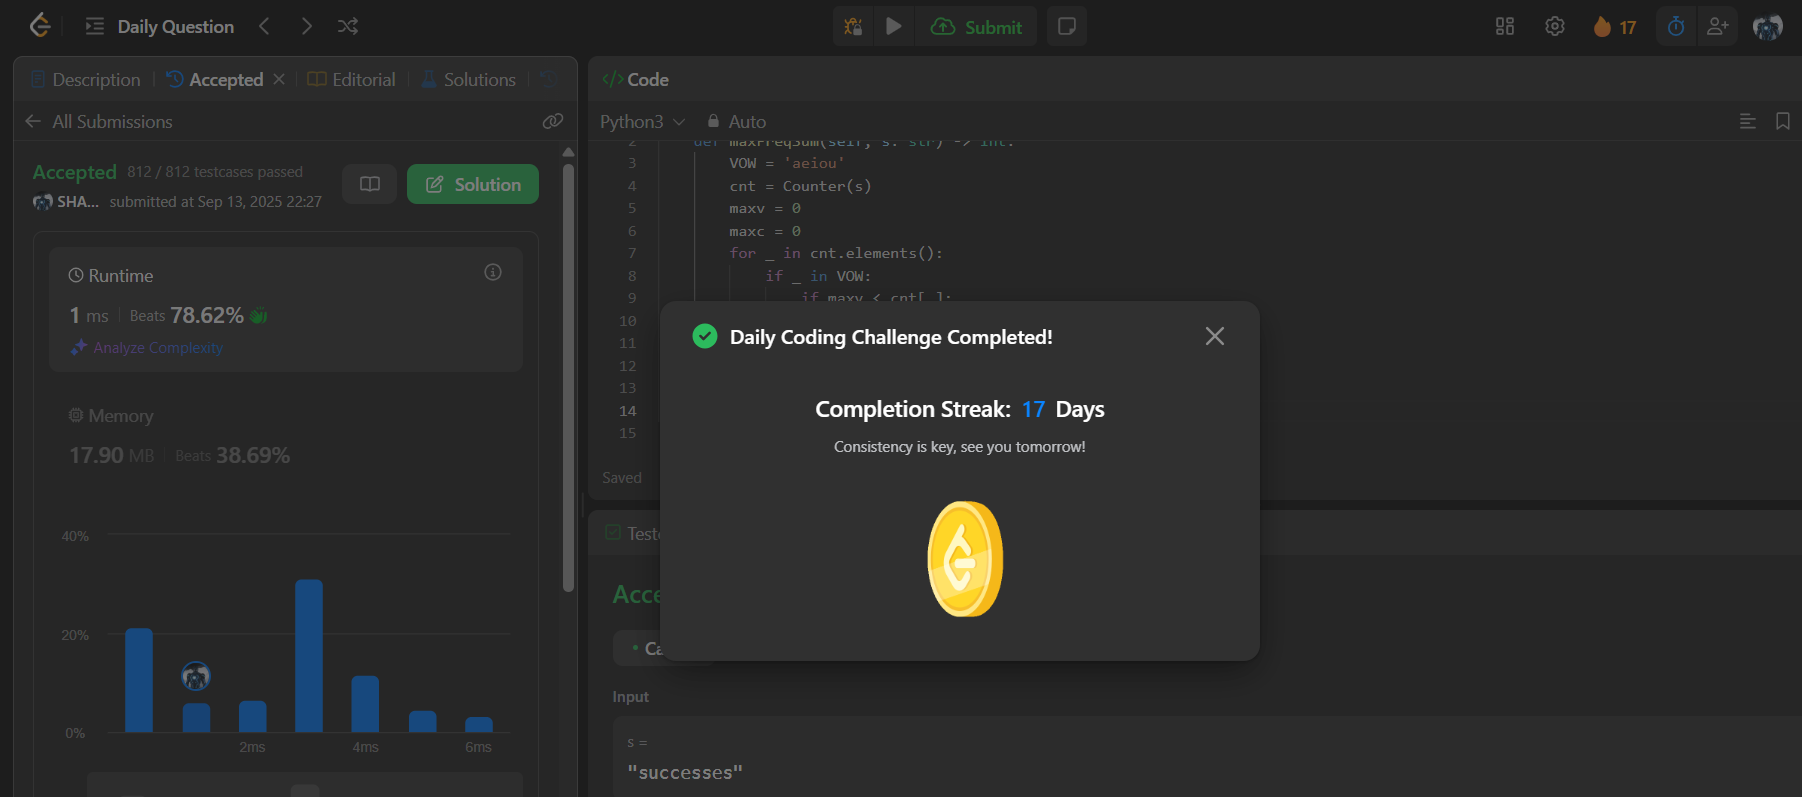 Daily Question
Submit
17
Description
Accepted
Editorial
Solutions
All Submissions
Accepted 812 / 812 testcases passed
SHA... submitted at Sep 13, 2025 22:27
Solution
Runtime
1 ms Beats 78.62%
Analyze Complexity
Memory
17.90 MB Beats 38.69%
40%
20%
0%
2ms 4ms 6ms
</> Code
Python3 Auto
2 def maxFreqSum(self, s: str) -> int:
3 VOW = 'aeiou'
4 cnt = Counter(s)
5 maxv = 0
6 maxc = 0
7 for _ in cnt.elements():
8 if _ in VOW:
9 if maxv < cnt[_]:
10
11
12
13
14
15
Saved
Daily Coding Challenge Completed!
Completion Streak: 17 Days
Consistency is key, see you tomorrow!
Input
s =
"successes"